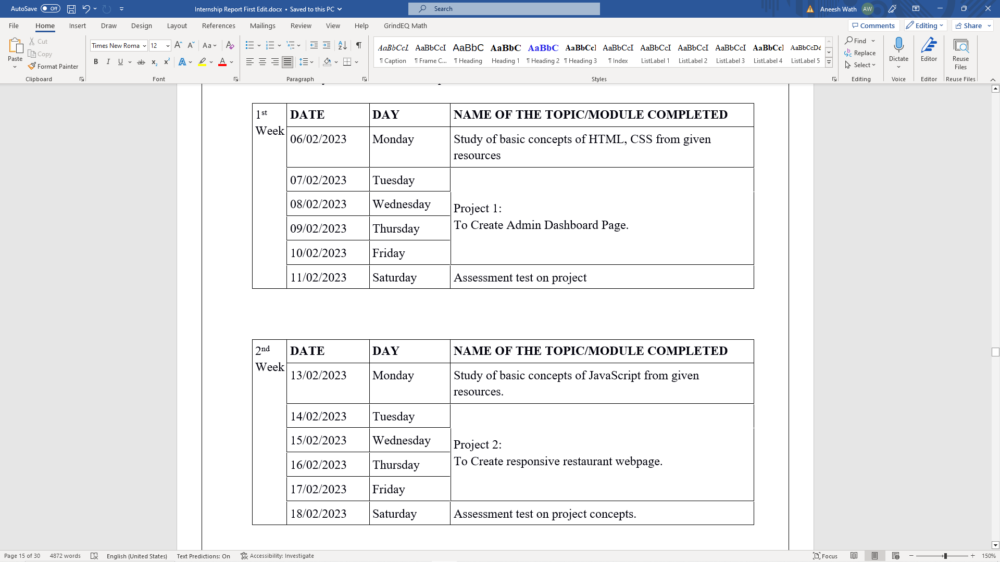 AutoSave Off Internship Report First Edit.docx • Saved to this PC Search Aneesh Wath AW
File Home Insert Draw Design Layout References Mailings Review View Help GrindEQ Math Comments Editing Share
Paste Cut Copy Format Painter
Times New Roma 12
AaBbCcI AaBbCcI AaBbC AaBbC AaBbC AaBbCcI AaBbCcI AaBbCcI AaBbCcI AaBbCcI AaBbCcI AaBbCcDd
¶ Caption ¶ Frame C... ¶ Heading Heading 1 ¶ Heading 2 ¶ Heading 3 ¶ Index ListLabel 1 ListLabel 2 ListLabel 3 ListLabel 4 ListLabel 5
Find Replace Select Dictate Editor Reuse Files
Clipboard Font Paragraph Styles Editing Voice Editor Reuse Files
1st Week DATE DAY NAME OF THE TOPIC/MODULE COMPLETED
06/02/2023 Monday Study of basic concepts of HTML, CSS from given
resources
07/02/2023 Tuesday
08/02/2023 Wednesday Project 1:
09/02/2023 Thursday To Create Admin Dashboard Page.
10/02/2023 Friday
11/02/2023 Saturday Assessment test on project
2nd Week DATE DAY NAME OF THE TOPIC/MODULE COMPLETED
13/02/2023 Monday Study of basic concepts of JavaScript from given
resources.
14/02/2023 Tuesday
15/02/2023 Wednesday Project 2:
16/02/2023 Thursday To Create responsive restaurant webpage.
17/02/2023 Friday
18/02/2023 Saturday Assessment test on project concepts.
Page 15 of 30 4872 words English (United States) Text Predictions: On Accessibility: Investigate Focus 150%